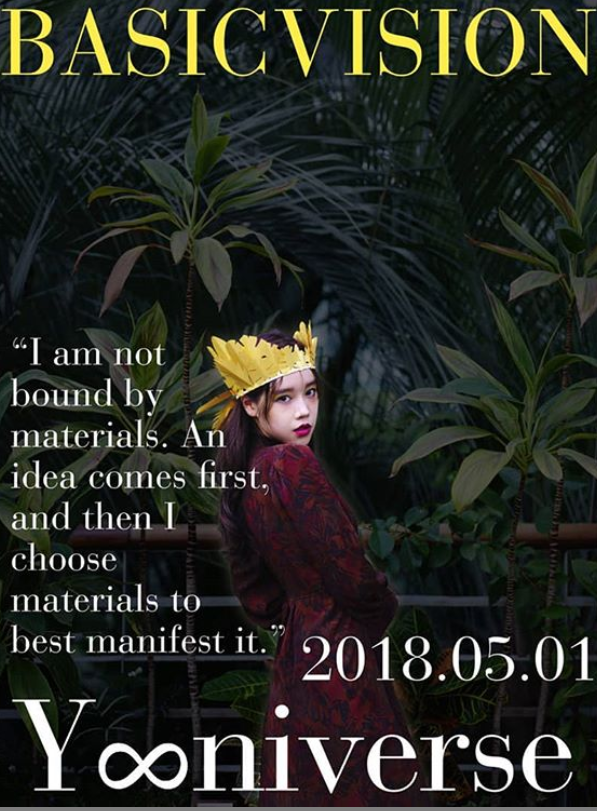 BASICVISION
“I am not
bound by
materials. An
idea comes first,
and then I
choose
materials to
best manifest it.”
2018.05.01
Y∞niverse